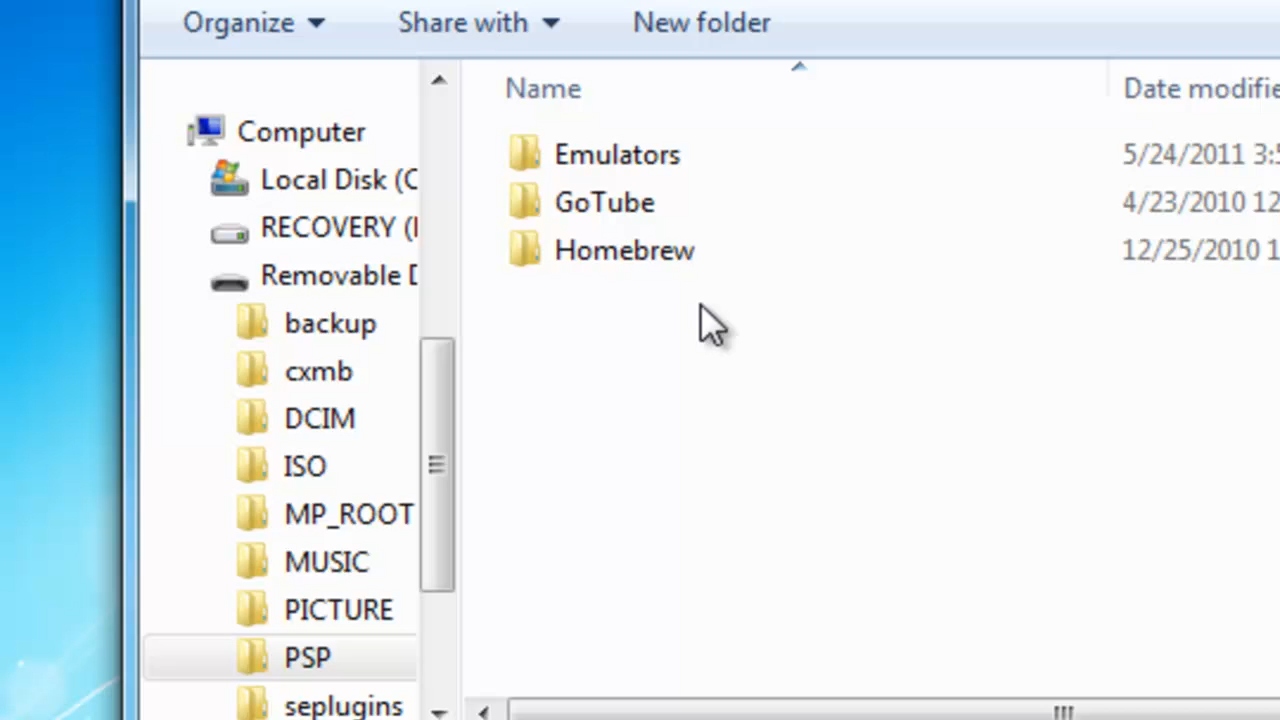 Organize Share with New folder
Name Date modifie
Computer
Local Disk (C
RECOVERY (
Removable D
backup
cxmb
DCIM
ISO
MP_ROOT
MUSIC
PICTURE
PSP
seplugins
Emulators 5/24/2011 3:5
GoTube 4/23/2010 12
Homebrew 12/25/2010 1